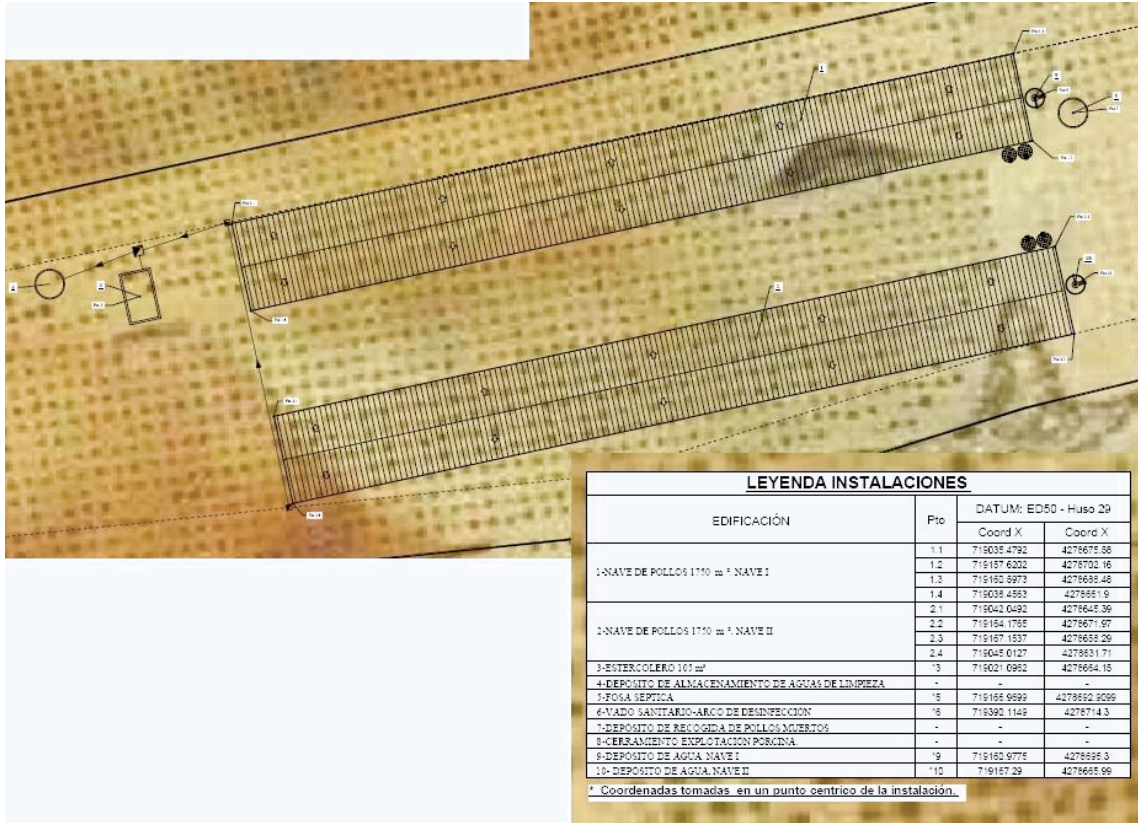 LEYENDA INSTALACIONES
EDIFICACIÓN Pto DATUM: ED50 - Huso 29
Coord X Coord X
1-NAVE DE POLLOS 1750 m². NAVE I
1.1 719035.4792 4278675.58
1.2 719157.6202 4278702.16
1.3 719160.5973 4278688.48
1.4 719038.4563 4278661.9
2-NAVE DE POLLOS 1750 m². NAVE II
2.1 719042.0492 4278645.39
2.2 719164.1765 4278671.97
2.3 719167.1537 4278658.29
2.4 719045.0127 4278631.71
3-ESTERCOLERO 105 m² *3 719021.0962 4278664.15
4-DEPOSITO DE ALMACENAMIENTO DE AGUAS DE LIMPIEZA - -  -
5-FOSA SEPTICA *5 719166.9699 4278692.9099
6-VADO SANITARIO-ARCO DE DESINFECCION *6 719390.1149 4278714.3
7-DEPOSITO DE RECOGIDA DE POLLOS MUERTOS - - -
8-CERRAMIENTO EXPLOTACION PORCINA - - -
9-DEPOSITO DE AGUA. NAVE I *9 719160.9775 4278695.3
10- DEPOSITO DE AGUA. NAVE II *10 719167.29 4278665.99
* Coordenadas tomadas en un punto centrico de la instalación.